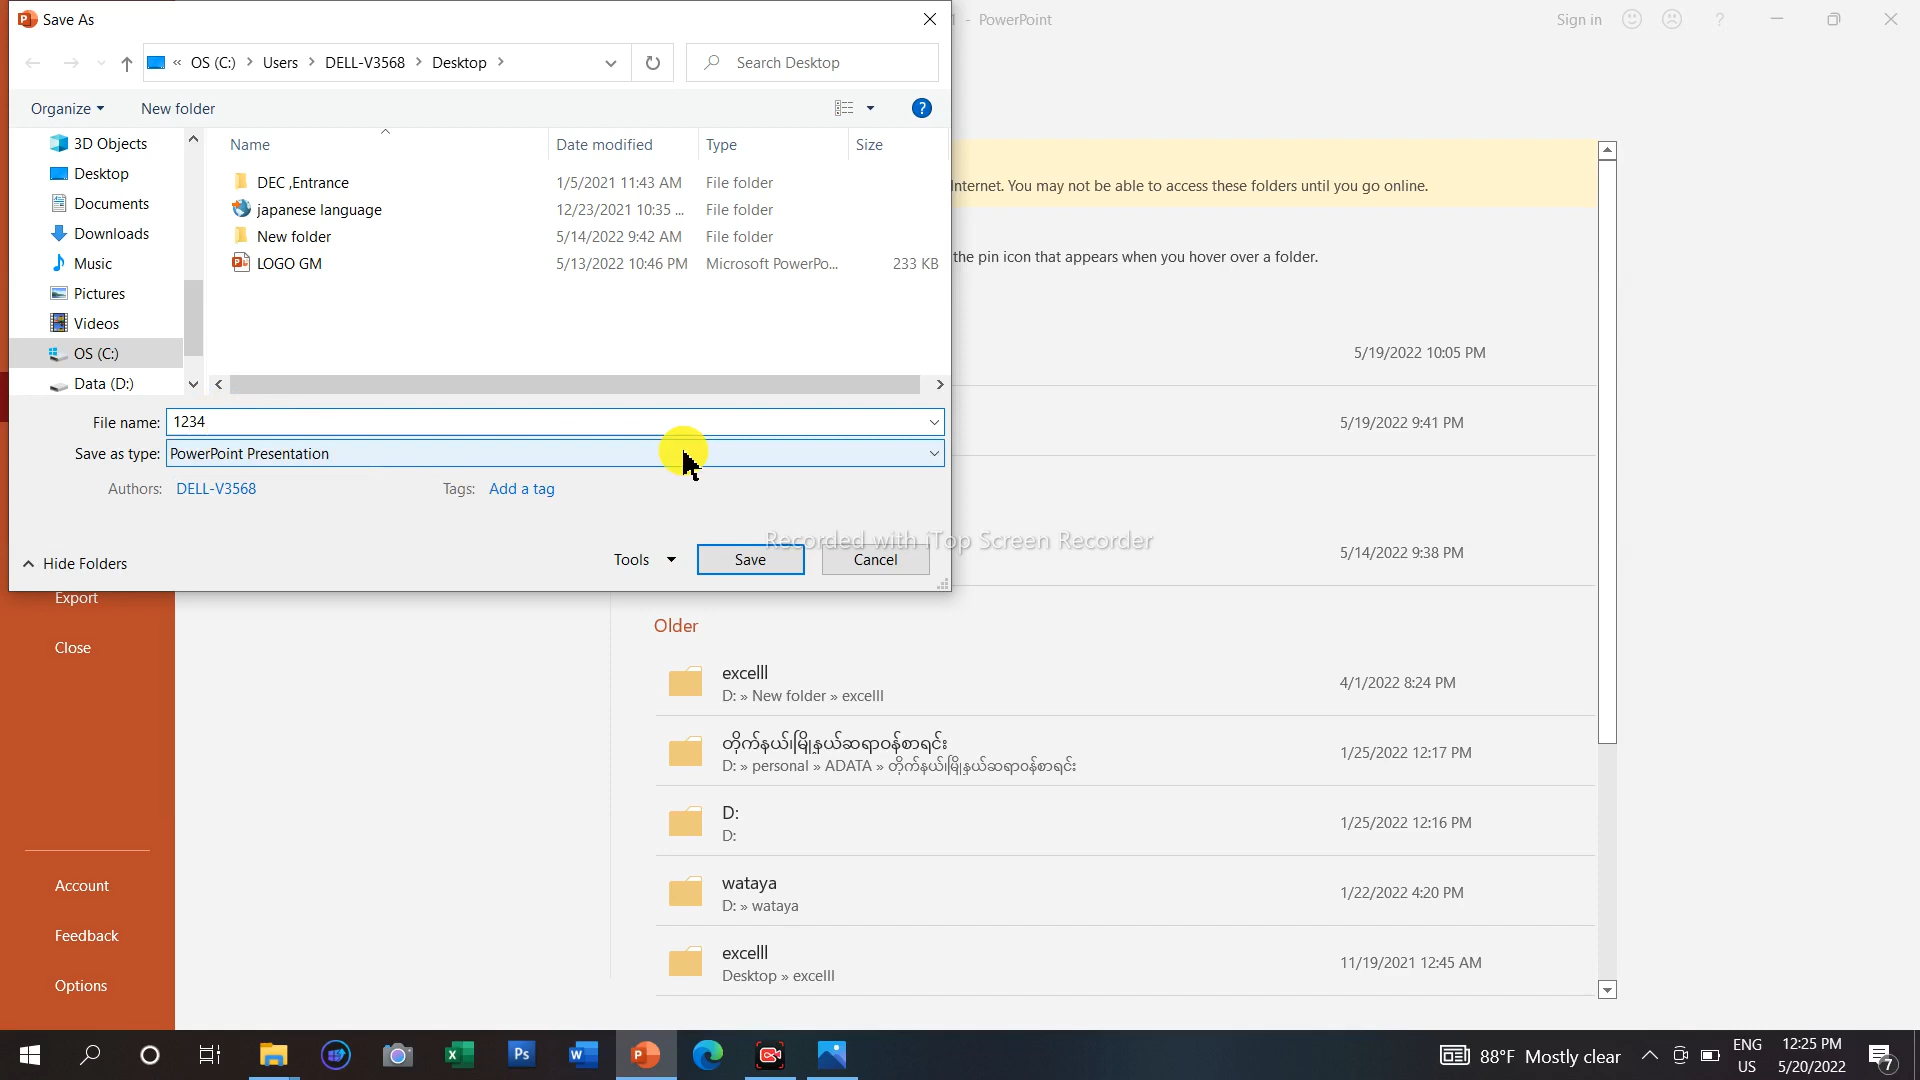 Save As
1 - PowerPoint
Sign in
?
« OS (C:) > Users > DELL-V3568 > Desktop >
Search Desktop
Organize
New folder
?
Name
Date modified
Type
Size
3D Objects
Desktop
Documents
Downloads
Music
Pictures
Videos
OS (C:)
Data (D:)
DEC ,Entrance 1/5/2021 11:43 AM File folder
japanese language 12/23/2021 10:35 ... File folder
New folder 5/14/2022 9:42 AM File folder
LOGO GM 5/13/2022 10:46 PM Microsoft PowerPo... 233 KB
File name: 1234
Save as type: PowerPoint Presentation
Authors: DELL-V3568
Tags: Add a tag
Hide Folders
Tools
Save
Cancel
Recorded with iTop Screen Recorder
Internet. You may not be able to access these folders until you go online.
the pin icon that appears when you hover over a folder.
5/19/2022 10:05 PM
5/19/2022 9:41 PM
5/14/2022 9:38 PM
Export
Close
Account
Feedback
Options
Older
excelll
D: » New folder » excelll
4/1/2022 8:24 PM
တိုက်နယ်၊မြို့နယ်ဆရာဝန်စာရင်း
D: » personal » ADATA » တိုက်နယ်၊မြို့နယ်ဆရာဝန်စာရင်း
1/25/2022 12:17 PM
D:
D:
1/25/2022 12:16 PM
wataya
D: » wataya
1/22/2022 4:20 PM
excelll
Desktop » excelll
11/19/2021 12:45 AM
88°F Mostly clear
ENG
US
12:25 PM
5/20/2022
7